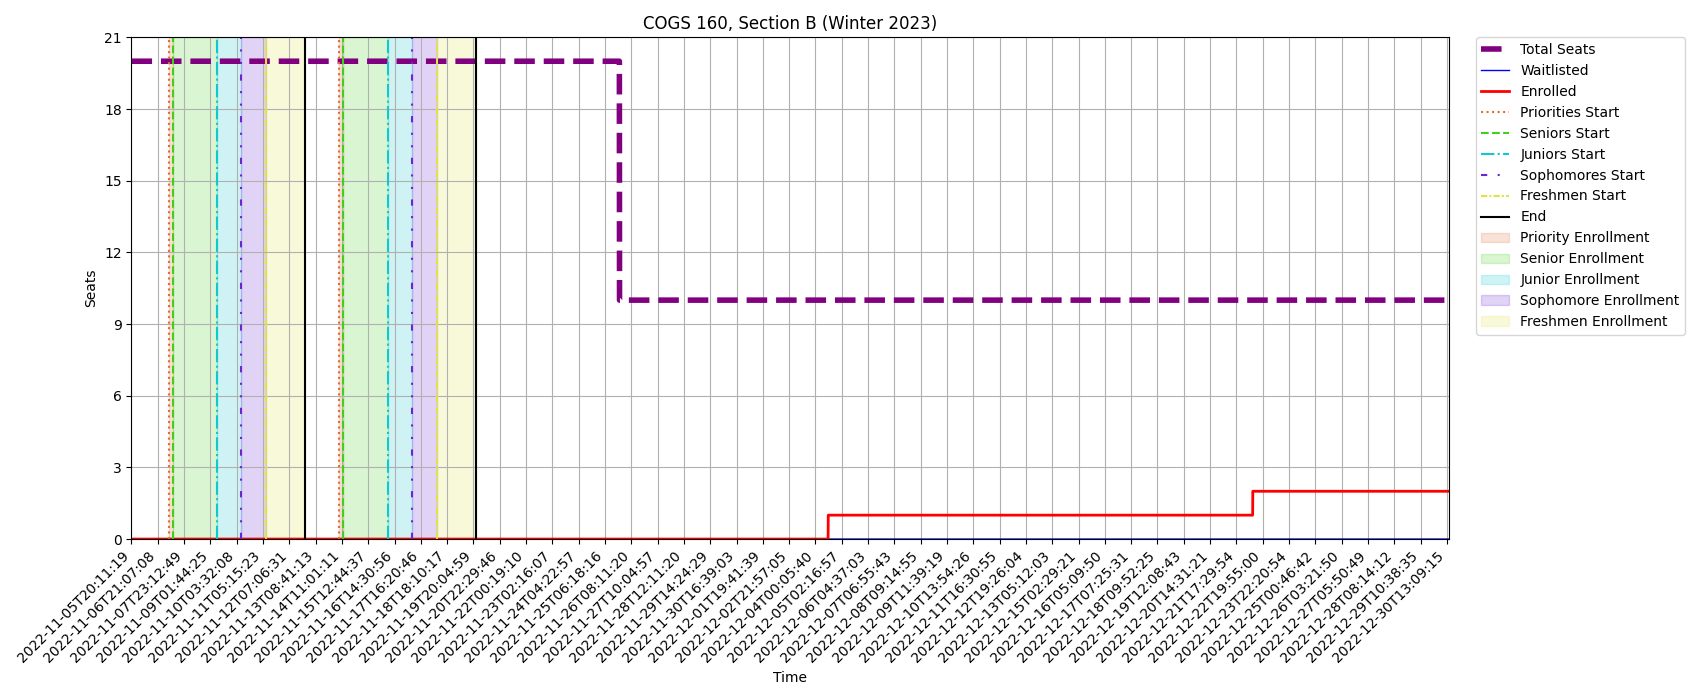 COGS 160, Section B (Winter 2023)
Seats
21
18
15
12
9
6
3
0
2022-11-05T20:11:19
2022-11-06T21:07:08
2022-11-07T23:12:49
2022-11-09T01:44:25
2022-11-10T03:32:08
2022-11-11T05:15:23
2022-11-12T07:06:31
2022-11-13T08:41:13
2022-11-14T11:01:11
2022-11-15T12:44:37
2022-11-16T14:30:56
2022-11-17T16:20:46
2022-11-18T18:10:17
2022-11-19T20:04:59
2022-11-20T22:29:46
2022-11-22T00:19:10
2022-11-23T02:16:07
2022-11-24T04:22:57
2022-11-25T06:18:16
2022-11-26T08:11:20
2022-11-27T10:04:57
2022-11-28T12:11:20
2022-11-29T14:24:29
2022-11-30T16:39:03
2022-12-01T19:41:39
2022-12-02T21:57:05
2022-12-04T00:05:40
2022-12-05T02:16:57
2022-12-06T04:37:03
2022-12-07T06:55:43
2022-12-08T09:14:55
2022-12-09T11:39:19
2022-12-10T13:54:26
2022-12-11T16:30:55
2022-12-12T19:26:04
2022-12-13T05:12:03
2022-12-15T02:29:21
2022-12-16T05:09:50
2022-12-17T07:25:31
2022-12-18T09:52:25
2022-12-19T12:08:43
2022-12-20T14:31:21
2022-12-21T17:29:54
2022-12-22T19:55:00
2022-12-23T22:20:54
2022-12-25T00:46:42
2022-12-26T03:21:50
2022-12-27T05:50:49
2022-12-28T08:14:12
2022-12-29T10:38:35
2022-12-30T13:09:15
Time
Total Seats
Waitlisted
Enrolled
Priorities Start
Seniors Start
Juniors Start
Sophomores Start
Freshmen Start
End
Priority Enrollment
Senior Enrollment
Junior Enrollment
Sophomore Enrollment
Freshmen Enrollment